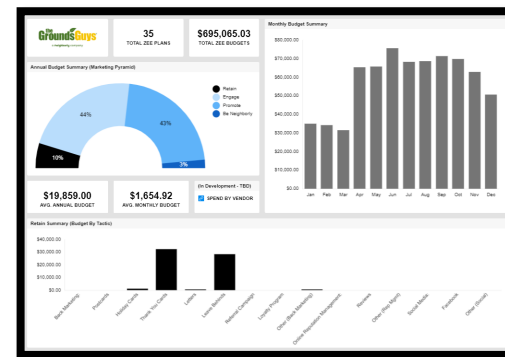 the
GroundsGuys
a neighborly company
35
TOTAL ZEE PLANS
$695,065.03
TOTAL ZEE BUDGETS
Monthly Budget Summary
$80,000.00
$70,000.00
$60,000.00
$50,000.00
$40,000.00
$30,000.00
$20,000.00
$10,000.00
$0.00
Jan Feb Mar Apr May Jun Jul Aug Sep Oct Nov Dec
Annual Budget Summary (Marketing Pyramid)
Retain
Engage
Promote
Be Neighborly
44%
43%
10%
3%
$19,859.00
AVG. ANNUAL BUDGET
$1,654.92
AVG. MONTHLY BUDGET
(In Development - TBD)
SPEND BY VENDOR
Retain Summary (Budget By Tactic)
$40,000.00
$30,000.00
$20,000.00
$10,000.00
$0.00
Back Marketing
Postcards
Holiday Cards
Thank You Cards
Letters
Leave Behinds
Referral Campaign
Loyalty Program
Other (Back Marketing)
Online Reputation Management
Reviews
Other (Rep Mgmt)
Social Media
Facebook
Other (Social)